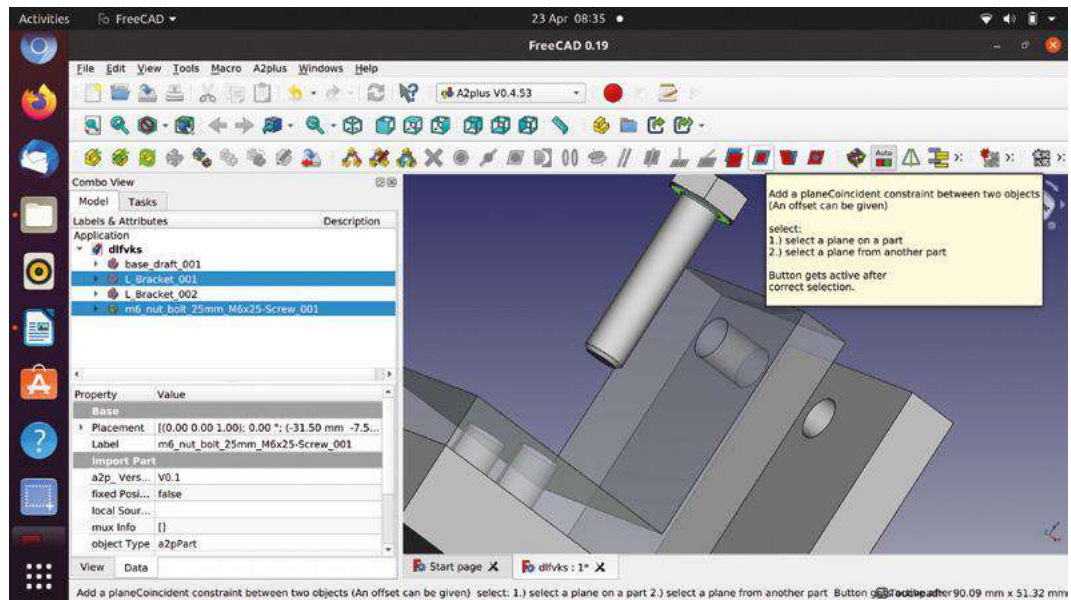 Activities
FreeCAD
23 Apr 08:35
FreeCAD 0.19
File Edit View Tools Macro A2plus Windows Help
A2plus V0.4.53
Auto
Combo View
Model Tasks
Labels & Attributes Description
Application
dlfvks
base_draft_001
L_Bracket_001
L_Bracket_002
m6_nut_bolt_25mm_M6x25-Screw_001
Property Value
Base
Placement [(0.00 0.00 1.00); 0.00 °; (-31.50 mm -7.5...
Label m6_nut_bolt_25mm_M6x25-Screw_001
Import Part
a2p_ Vers... V0.1
fixed Posi... false
local Sour...
mux Info []
object Type a2pPart
View Data
Add a planeCoincident constraint between two objects
(An offset can be given)
select:
1.) select a plane on a part
2.) select a plane from another part
Button gets active after
correct selection.
Start page
dlfvks : 1*
Add a planeCoincident constraint between two objects (An offset can be given) select: 1.) select a plane on a part 2.) select a plane from another part Button 90.09 mm x 51.32 mm